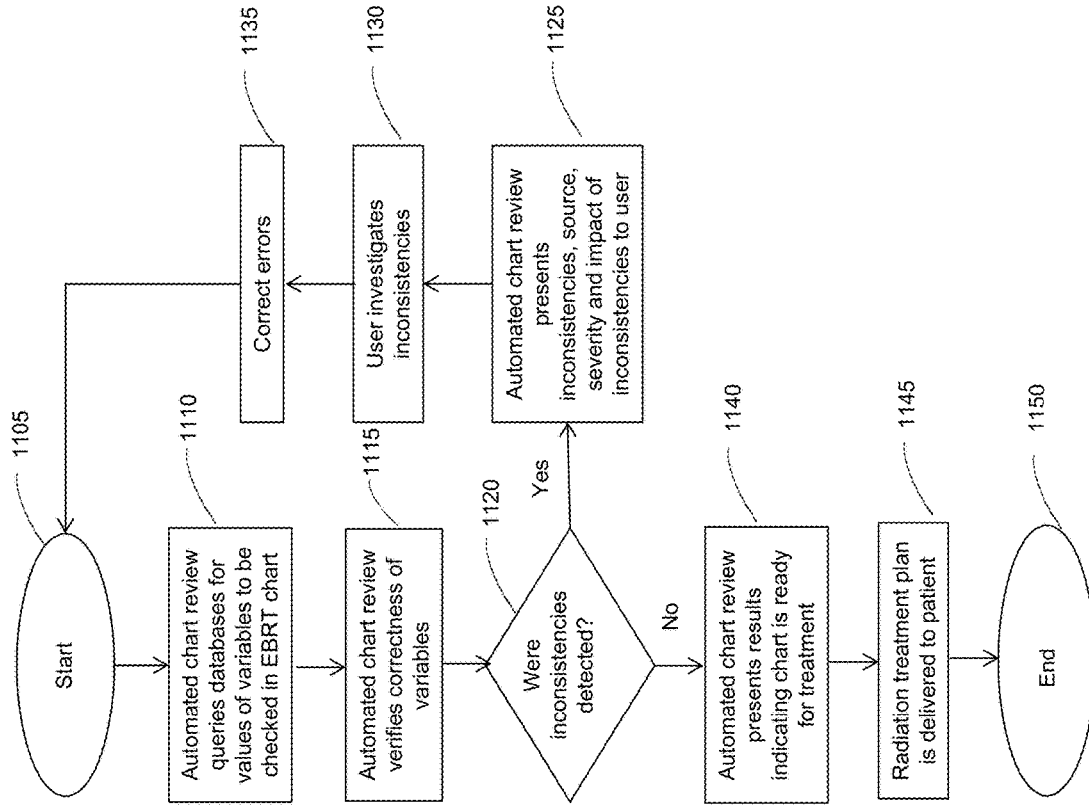 Start
1105
Automated chart review
queries databases for
values of variables to be
checked in EBRT chart
1110
Automated chart review
verifies correctness of
variables
1115
Were
inconsistencies
detected?
1120
Yes
Automated chart review
presents
inconsistencies, source,
severity and impact of
inconsistencies to user
1125
User investigates
inconsistencies
1130
Correct errors
1135
No
Automated chart review
presents results
indicating chart is ready
for treatment
1140
Radiation treatment plan
is delivered to patient
1145
End
1150